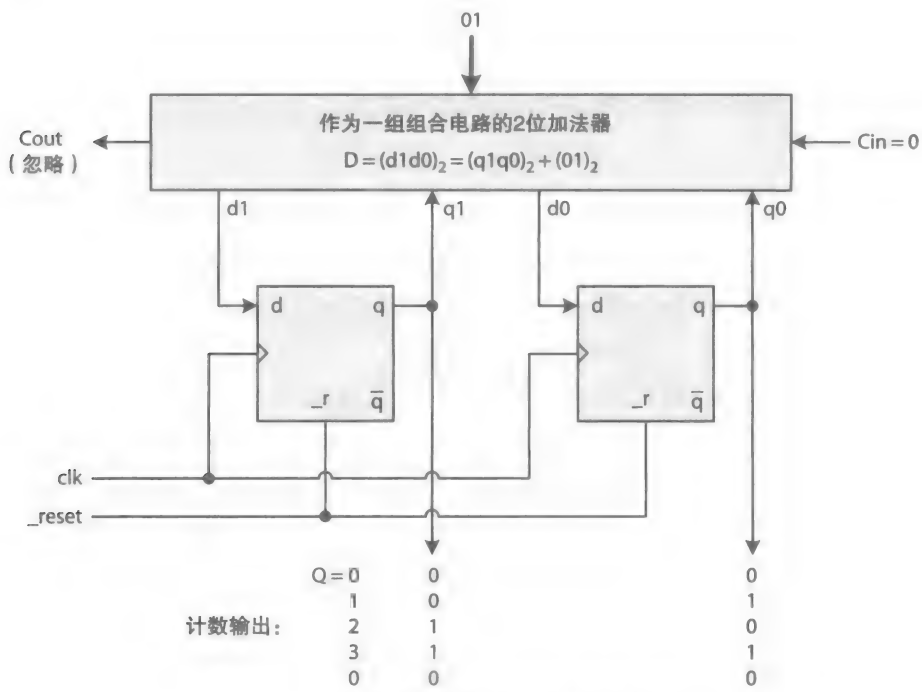 01
作为一组组合电路的2位加法器
Cout
(忽略)
D=(d1d0)₂=(q1q0)₂+(01)₂
Cin=0
d1
q1
d0
q0
d q
d q
_r q̅
_r q̅
clk
_reset
Q=0 0 0
1 0 1
计数输出: 2 1 0
3 1 1
0 0 0